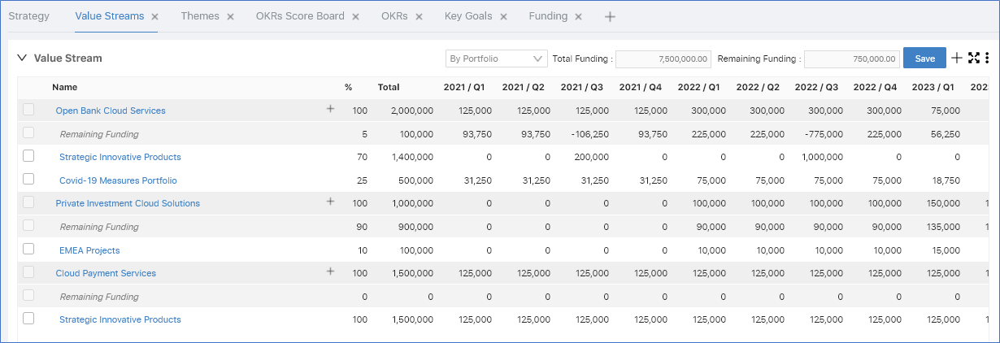 Strategy Value Streams × Themes × OKRs Score Board × OKRs × Key Goals × Funding × +
Value Stream By Portfolio Total Funding : 7,500,000.00 Remaining Funding : 750,000.00 Save +
Name % Total 2021 / Q1 2021 / Q2 2021 / Q3 2021 / Q4 2022 / Q1 2022 / Q2 2022 / Q3 2022 / Q4 2023 / Q1 2023
Open Bank Cloud Services + 100 2,000,000 125,000 125,000 125,000 125,000 300,000 300,000 300,000 300,000 75,000
Remaining Funding 5 100,000 93,750 93,750 -106,250 93,750 225,000 225,000 -775,000 225,000 56,250
Strategic Innovative Products 70 1,400,000 0 0 200,000 0 0 0 1,000,000 0 0
Covid-19 Measures Portfolio 25 500,000 31,250 31,250 31,250 31,250 75,000 75,000 75,000 75,000 18,750
Private Investment Cloud Solutions + 100 1,000,000 0 0 0 0 100,000 100,000 100,000 100,000 150,000 1
Remaining Funding 90 900,000 0 0 0 0 90,000 90,000 90,000 90,000 135,000 1
EMEA Projects 10 100,000 0 0 0 0 10,000 10,000 10,000 10,000 15,000
Cloud Payment Services + 100 1,500,000 125,000 125,000 125,000 125,000 125,000 125,000 125,000 125,000 125,000 1
Remaining Funding 0 0 0 0 0 0 0 0 0 0 0
Strategic Innovative Products 100 1,500,000 125,000 125,000 125,000 125,000 125,000 125,000 125,000 125,000 125,000 1